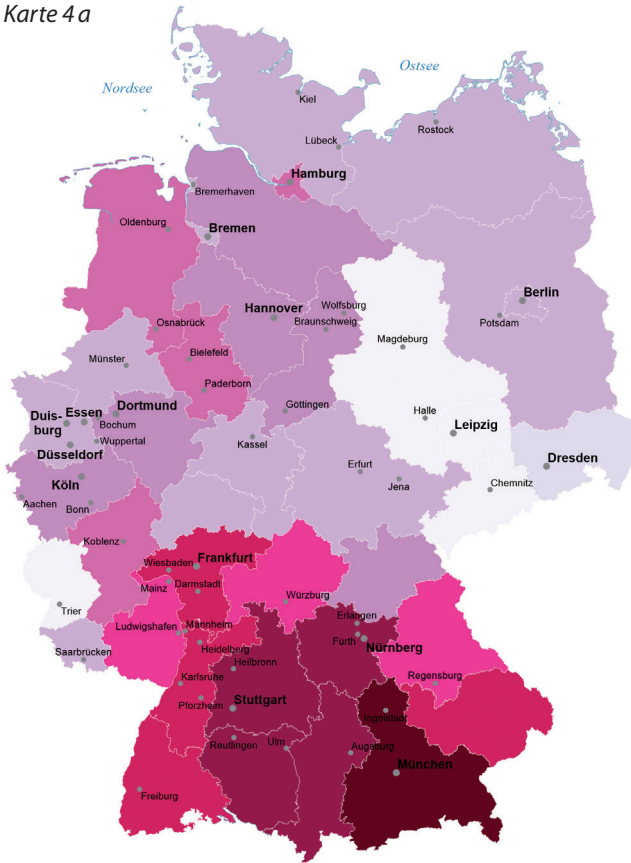 Karte 4 a
Nordsee
Ostsee
Kiel
Rostock
Lübeck
Hamburg
Bremerhaven
Oldenburg
Bremen
Berlin
Hannover
Wolfsburg
Potsdam
Osnabrück
Braunschweig
Magdeburg
Münster
Bielefeld
Paderborn
Göttingen
Duis-
burg
Essen
Dortmund
Bochum
Halle
Leipzig
Wuppertal
Kassel
Düsseldorf
Dresden
Köln
Erfurt
Jena
Chemnitz
Aachen
Bonn
Koblenz
Wiesbaden
Frankfurt
Mainz
Darmstadt
Trier
Würzburg
Ludwigshafen
Mannheim
Erlangen
Saarbrücken
Heidelberg
Fürth
Nürnberg
Heilbronn
Karlsruhe
Regensburg
Pforzheim
Stuttgart
Ingolstadt
Reutlingen
Ulm
Augsburg
München
Freiburg